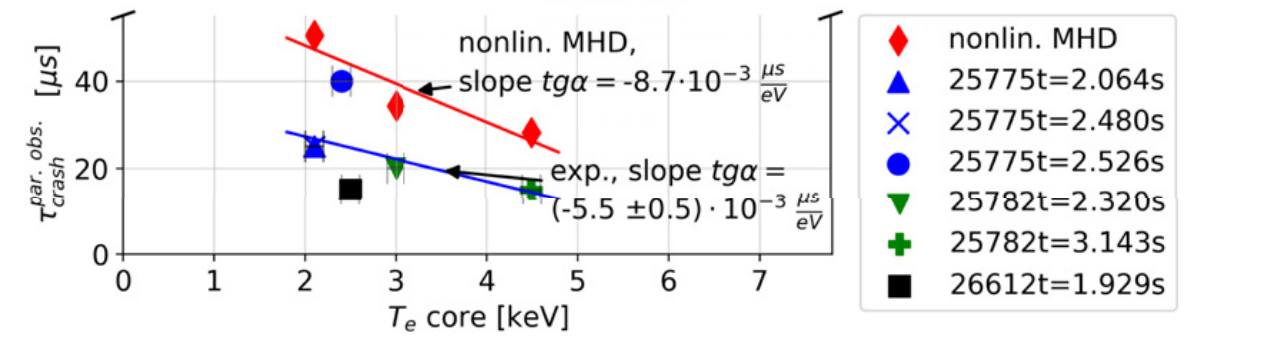 τ_crash^par. obs. [μs]
40
20
0
0 1 2 3 4 5 6 7
T_e core [keV]
nonlin. MHD,
slope tgα = -8.7·10⁻³ μs/eV
exp., slope tgα =
(-5.5 ±0.5) · 10⁻³ μs/eV
nonlin. MHD
25775t=2.064s
25775t=2.480s
25775t=2.526s
25782t=2.320s
25782t=3.143s
26612t=1.929s